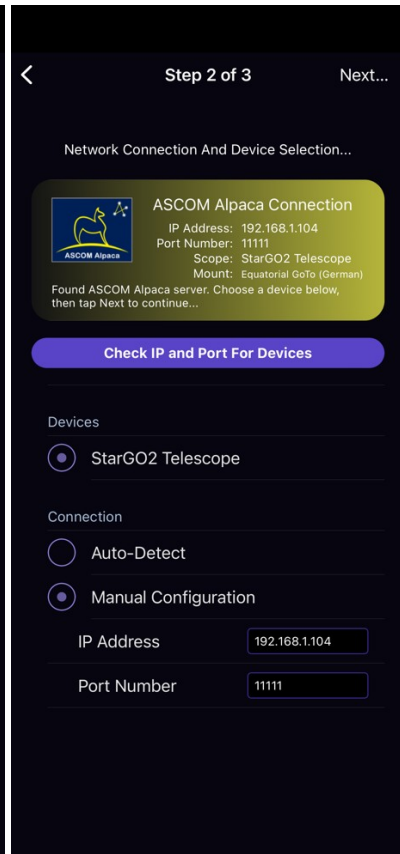 Step 2 of 3
Next...
Network Connection And Device Selection...
ASCOM Alpaca
ASCOM Alpaca Connection
IP Address: 192.168.1.104
Port Number: 11111
Scope: StarGO2 Telescope
Mount: Equatorial GoTo (German)
Found ASCOM Alpaca server. Choose a device below,
then tap Next to continue...
Check IP and Port For Devices
Devices
StarGO2 Telescope
Connection
Auto-Detect
Manual Configuration
IP Address 192.168.1.104
Port Number 11111